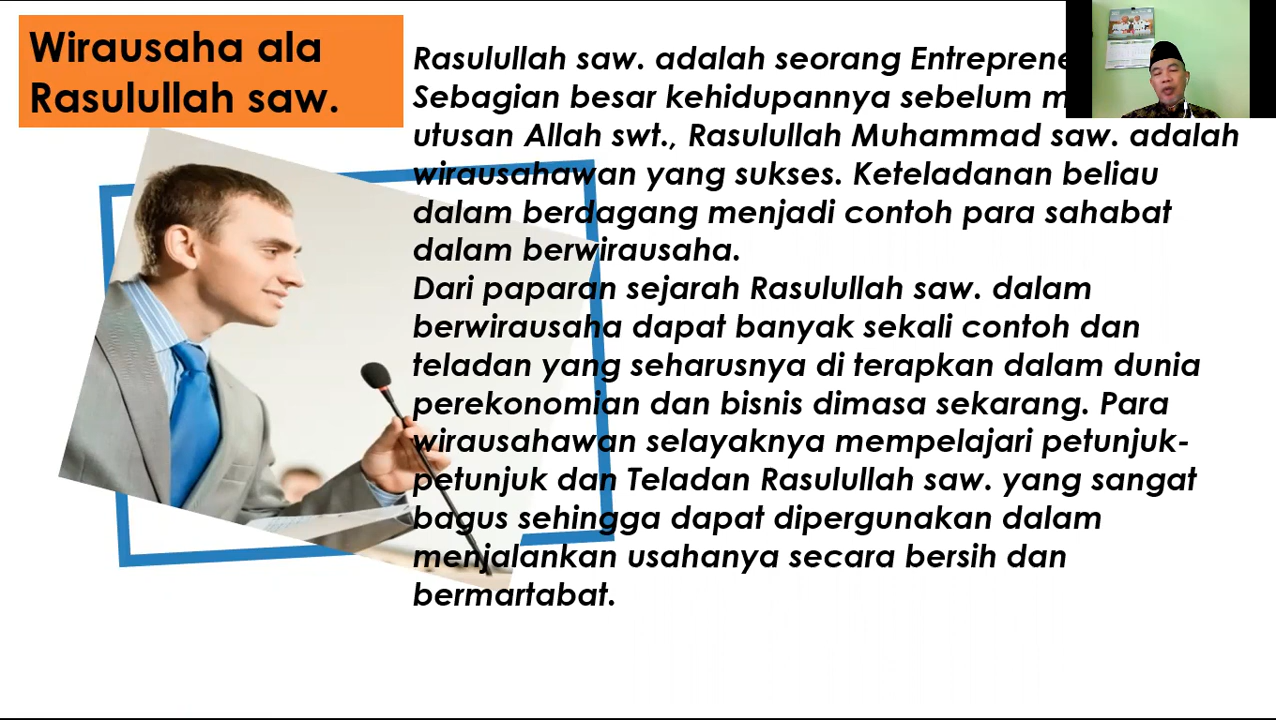 Wirausaha ala
Rasulullah saw.
Rasulullah saw. adalah seorang
Sebagian besar kehidupannya sebelum
utusan Allah swt., Rasulullah Muhammad saw. adalah
wirausahawan yang sukses. Keteladanan beliau
dalam berdagang menjadi contoh para sahabat
dalam berwirausaha.
Dari paparan sejarah Rasulullah saw. dalam
berwirausaha dapat banyak sekali contoh dan
teladan yang seharusnya di terapkan dalam dunia
perekonomian dan bisnis dimasa sekarang. Para
wirausahawan selayaknya mempelajari petunjuk-
petunjuk dan Teladan Rasulullah saw. yang sangat
bagus sehingga dapat dipergunakan dalam
menjalankan usahanya secara bersih dan
bermartabat.